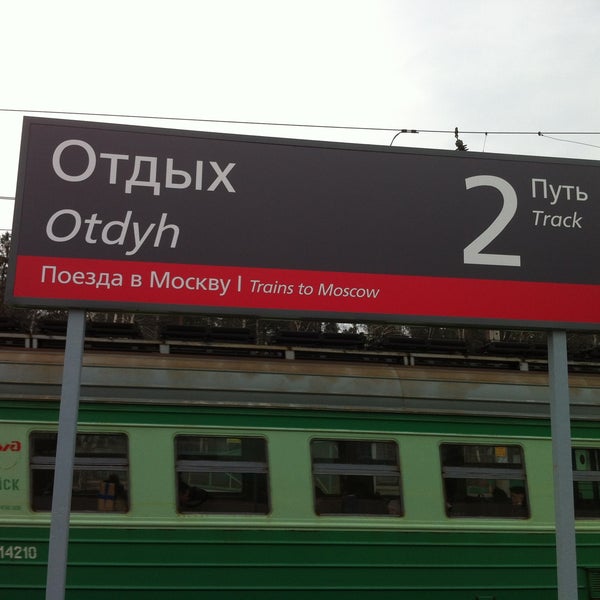 Отдых
Otdyh
2 Путь
Track
Поезда в Москву | Trains to Moscow
14210